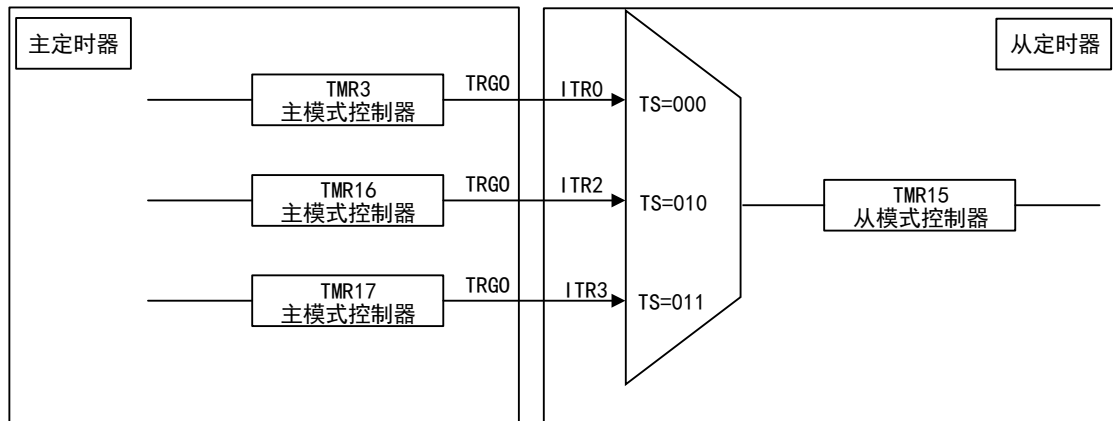 主定时器
从定时器
TMR3
主模式控制器
TRGO
ITR0
TS=000
TMR16
主模式控制器
TRGO
ITR2
TS=010
TMR15
从模式控制器
TMR17
主模式控制器
TRGO
ITR3
TS=011